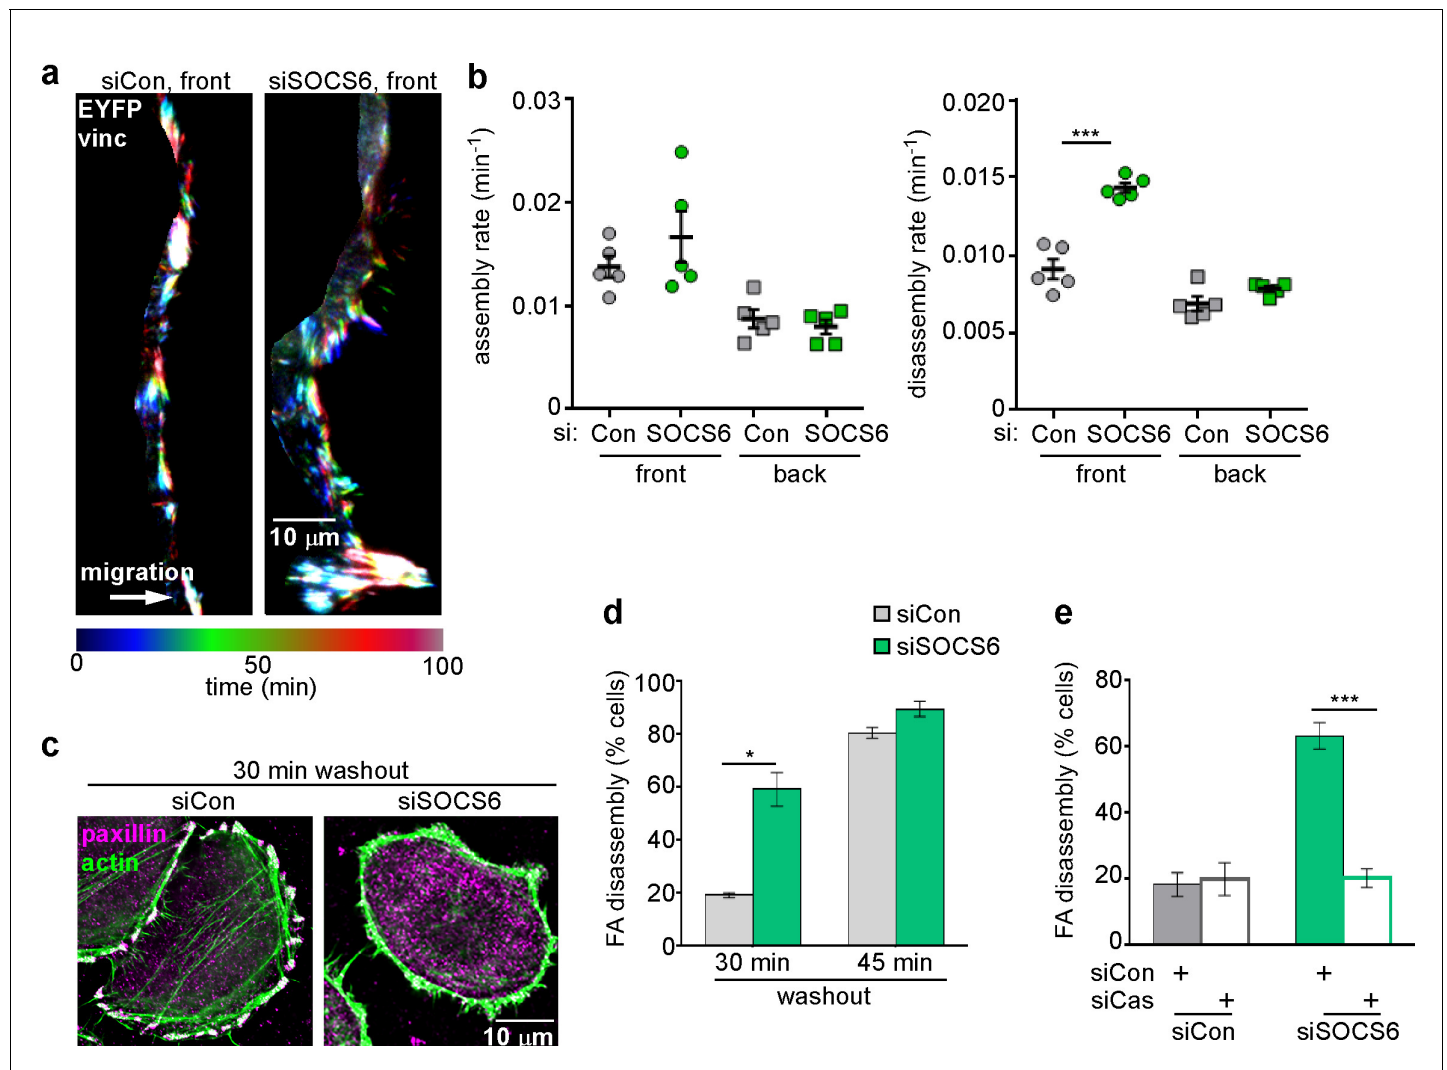 a
siCon, front
siSOCS6, front
EYFP
vinc
10 μm
migration
0
50
100
time (min)
b
assembly rate (min-1)
0.03
0.02
0.01
0
si: Con SOCS6 Con SOCS6
front
back
disassembly rate (min-1)
0.020
0.015
0.010
0.005
0
***
si: Con SOCS6 Con SOCS6
front
back
c
30 min washout
siCon
siSOCS6
paxillin
actin
10 μm
d
siCon
siSOCS6
FA disassembly (% cells)
100
80
60
40
20
0
*
30 min
45 min
washout
e
FA disassembly (% cells)
80
60
40
20
0
***
siCon + +
siCas + +
siCon
siSOCS6